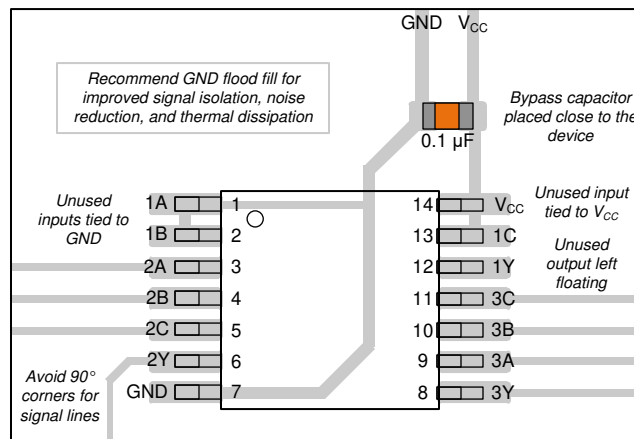 GND V_CC
Recommend GND flood fill for
improved signal isolation, noise
reduction, and thermal dissipation
Bypass capacitor
placed close to the
device
0.1 µF
Unused
inputs tied to
GND
1A 1 14 V_CC
1B 2 13 1C
2A 3 12 1Y
2B 4 11 3C
2C 5 10 3B
2Y 6 9 3A
GND 7 8 3Y
Unused input
tied to V_CC
Unused
output left
floating
Avoid 90°
corners for
signal lines